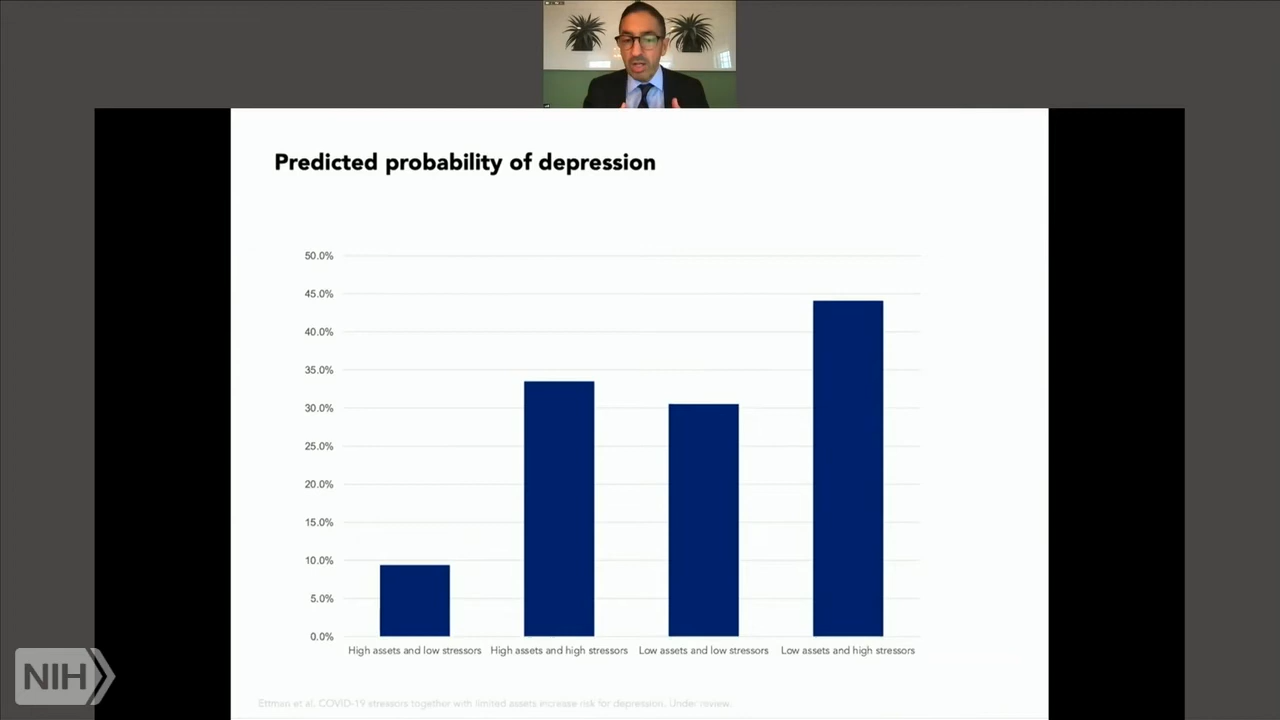 Predicted probability of depression
50.0%
45.0%
40.0%
35.0%
30.0%
25.0%
20.0%
15.0%
10.0%
5.0%
0.0%
High assets and low stressors High assets and high stressors Low assets and low stressors Low assets and high stressors
NIH
Ettman et al. COVID-19 stressors together with limited assets increase risk for depression. Under review.